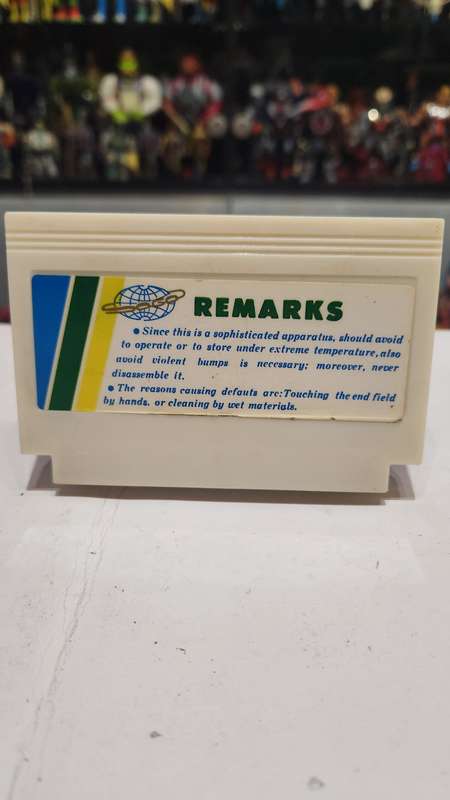 REMARKS
● Since this is a sophisticated apparatus, should avoid
to operate or to store under extreme temperature, also
avoid violent bumps is necessary; moreover, never
disassemble it.
● The reasons causing defauts are: Touching the end field
by hands, or cleaning by wet materials.